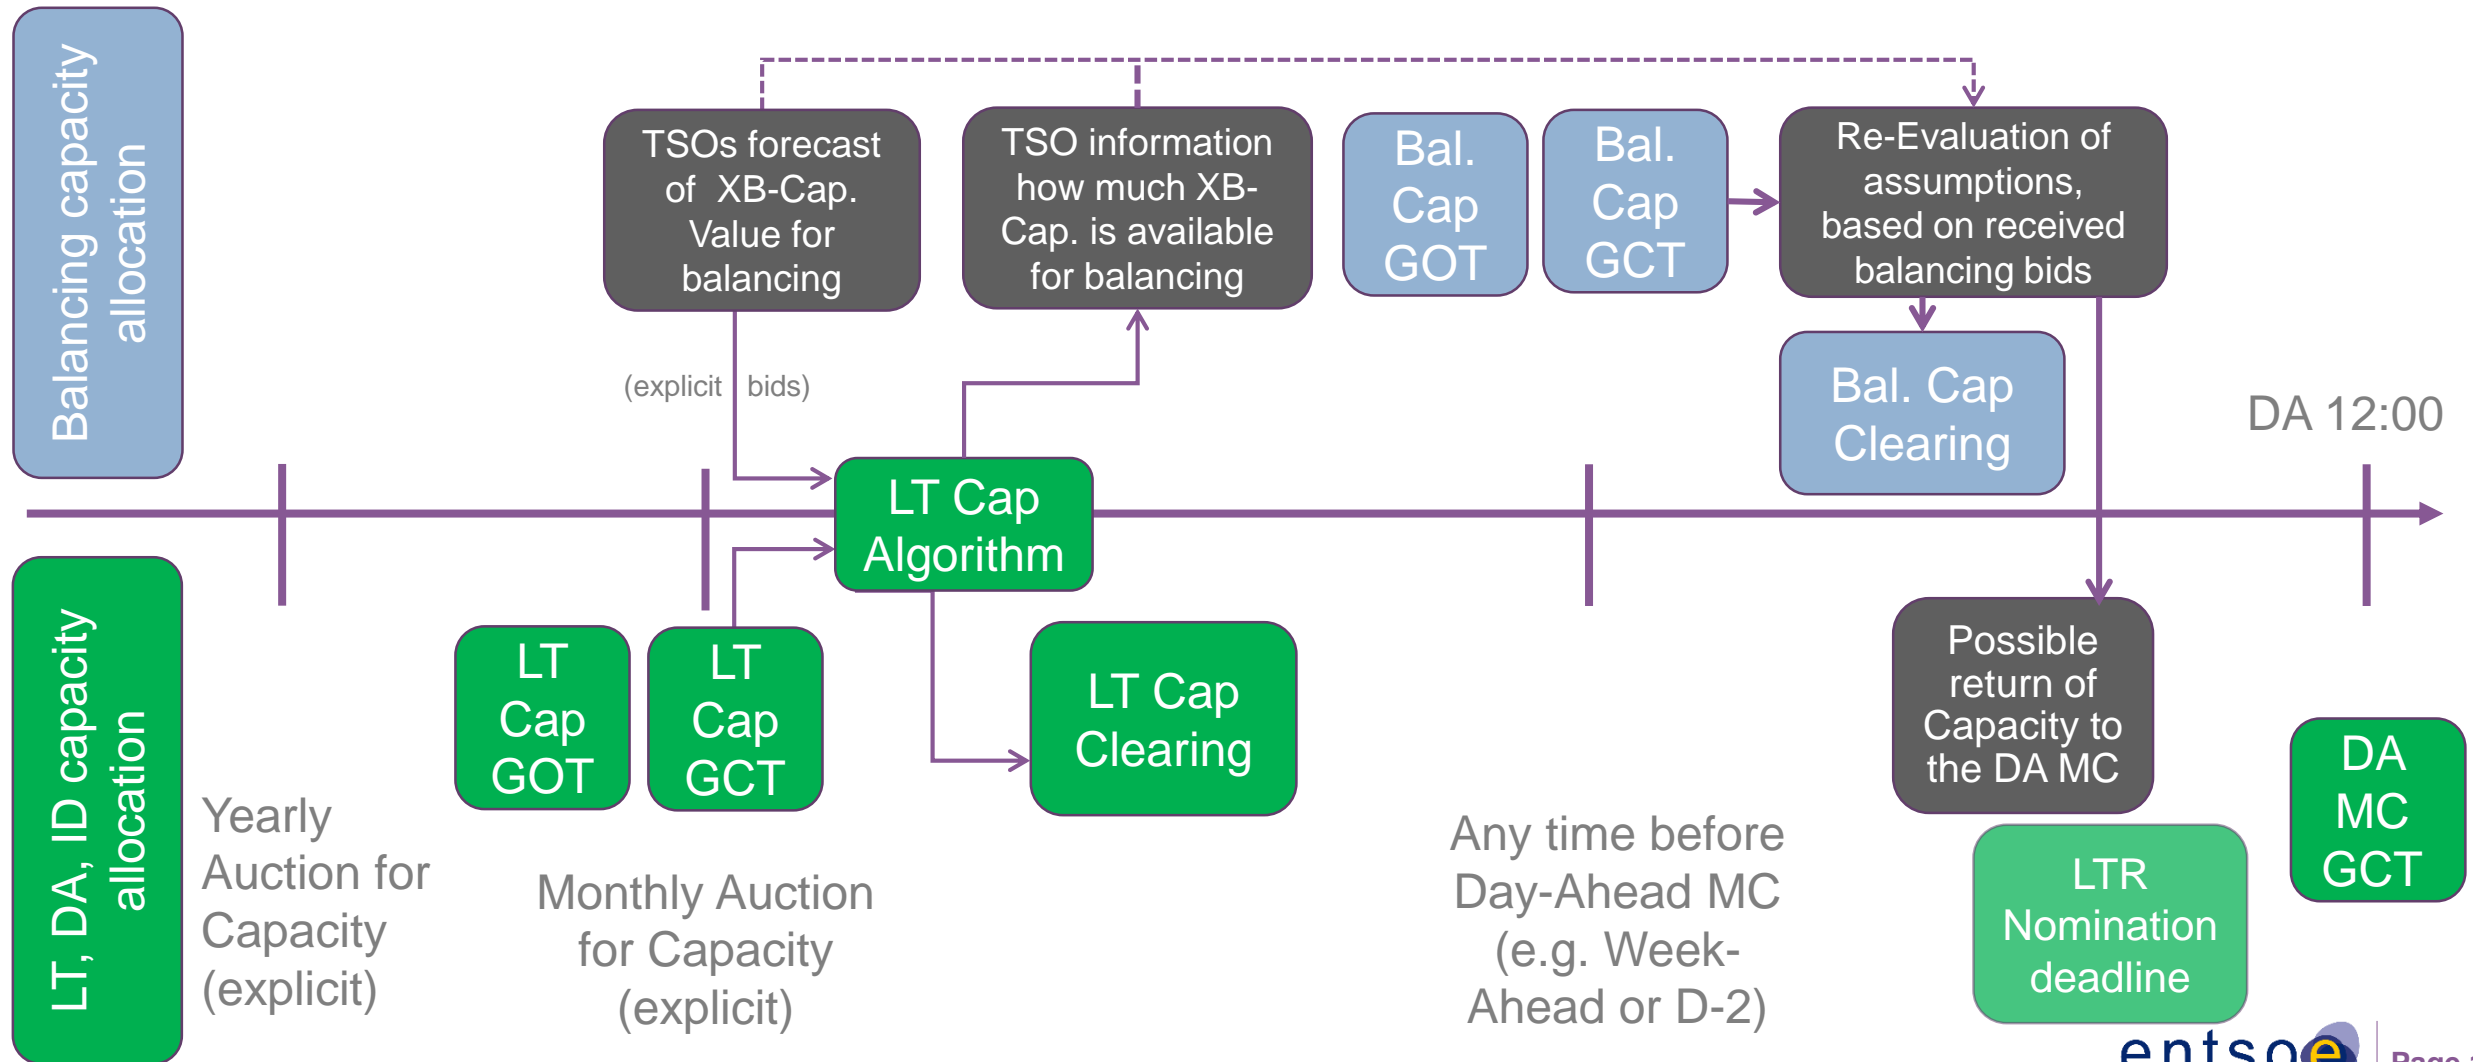 Balancing capacity
allocation
TSOs forecast
of XB-Cap.
Value for
balancing
TSO information
how much XB-
Cap. is available
for balancing
Bal.
Cap
GOT
Bal.
Cap
GCT
Re-Evaluation of
assumptions,
based on received
balancing bids
(explicit bids)
Bal. Cap
Clearing
DA 12:00
LT Cap
Algorithm
LT, DA, ID capacity
allocation
LT
Cap
GOT
LT
Cap
GCT
LT Cap
Clearing
Possible
return of
Capacity to
the DA MC
DA
MC
GCT
Yearly
Auction for
Capacity
(explicit)
Monthly Auction
for Capacity
(explicit)
Any time before
Day-Ahead MC
(e.g. Week-
Ahead or D-2)
LTR
Nomination
deadline
entsoe
Page